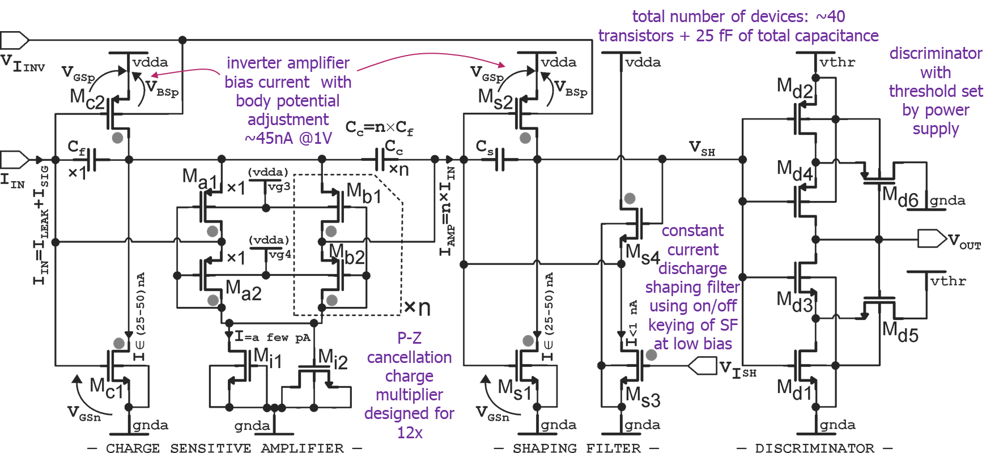 total number of devices: ~40
transistors + 25 fF of total capacitance
V_IINV
vdda
V_GSp
V_BSp
M_c2
inverter amplifier
bias current with
body potential
adjustment
~45nA @1V
vdda
V_GSp
V_BSp
M_s2
vdda
vthr
M_d2
discriminator
with
threshold set
by power
supply
C_c=n×C_f
C_f
×1
C_c
×n
C_s
V_SH
I_IN
I_IN=I_LEAK+I_SIG
M_a1
×1
(vdda)
vg3
M_b1
I_AMP=n×I_IN
M_d4
M_d6
gnda
(vdda)
vg4
×1
M_a2
M_b2
×n
M_s4
constant
current
discharge
shaping filter
using on/off
keying of SF
at low bias
V_OUT
vthr
M_d3
M_d5
I∈(25-50)nA
I=a few pA
M_i1
M_i2
P-Z
cancellation
charge
multiplier
designed for
12x
I∈(25-50)nA
I<1 nA
M_c1
V_GSn
gnda
gnda
M_s1
V_GSn
gnda
M_s3
gnda
V_ISH
M_d1
gnda
— CHARGE SENSITIVE AMPLIFIER —
— SHAPING FILTER —
— DISCRIMINATOR —